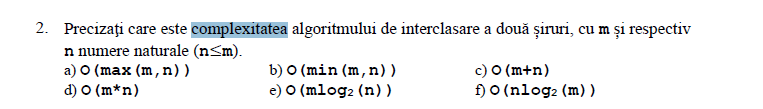 2. Precizați care este complexitatea algoritmului de interclasare a două șiruri, cu m și respectiv
n numere naturale (n≤m).
a) O(max(m,n)) b) O(min(m,n)) c) O(m+n)
d) O(m*n) e) O(mlog₂(n)) f) O(nlog₂(m))